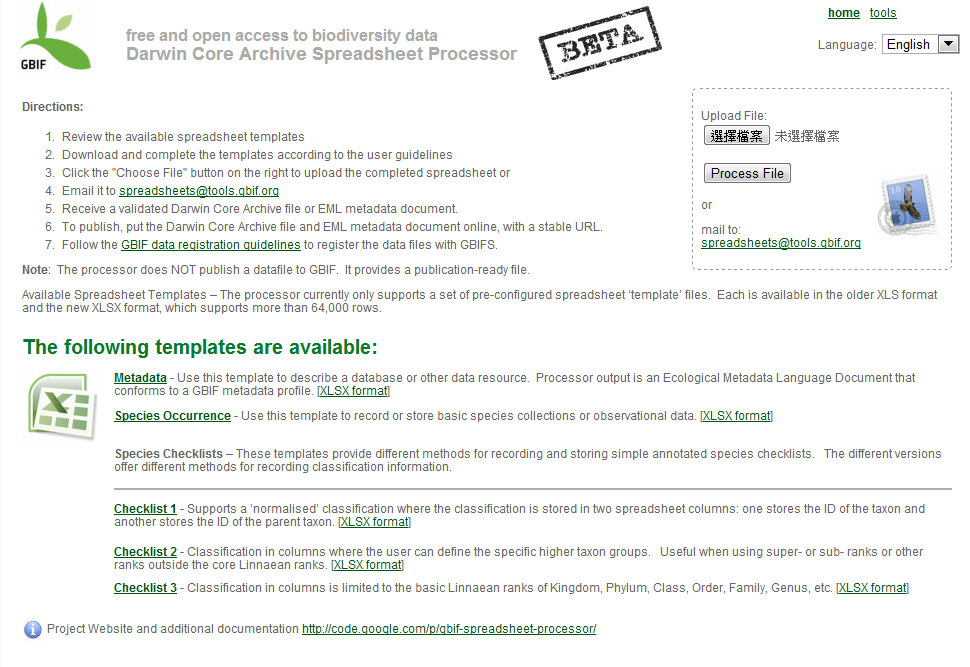 home tools
free and open access to biodiversity data
Darwin Core Archive Spreadsheet Processor
BETA
GBIF
Language: English
Directions:
1. Review the available spreadsheet templates
2. Download and complete the templates according to the user guidelines
3. Click the "Choose File" button on the right to upload the completed spreadsheet or
4. Email it to spreadsheets@tools.gbif.org
5. Receive a validated Darwin Core Archive file or EML metadata document.
6. To publish, put the Darwin Core Archive file and EML metadata document online, with a stable URL.
7. Follow the GBIF data registration guidelines to register the data files with GBIFS.
Upload File:
選擇檔案 未選擇檔案
Process File
or
mail to:
spreadsheets@tools.gbif.org
Note: The processor does NOT publish a datafile to GBIF. It provides a publication-ready file.
Available Spreadsheet Templates – The processor currently only supports a set of pre-configured spreadsheet ‘template’ files. Each is available in the older XLS format
and the new XLSX format, which supports more than 64,000 rows.
The following templates are available:
Metadata - Use this template to describe a database or other data resource. Processor output is an Ecological Metadata Language Document that
conforms to a GBIF metadata profile. [XLSX format]
Species Occurrence - Use this template to record or store basic species collections or observational data. [XLSX format]
Species Checklists – These templates provide different methods for recording and storing simple annotated species checklists. The different versions
offer different methods for recording classification information.
Checklist 1 - Supports a ‘normalised’ classification where the classification is stored in two spreadsheet columns: one stores the ID of the taxon and
another stores the ID of the parent taxon. [XLSX format]
Checklist 2 - Classification in columns where the user can define the specific higher taxon groups. Useful when using super- or sub- ranks or other
ranks outside the core Linnaean ranks. [XLSX format]
Checklist 3 - Classification in columns is limited to the basic Linnaean ranks of Kingdom, Phylum, Class, Order, Family, Genus, etc. [XLSX format]
Project Website and additional documentation http://code.google.com/p/gbif-spreadsheet-processor/